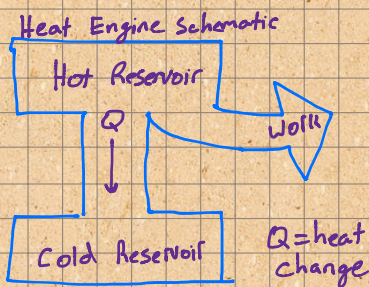 Heat Engine Schematic
Hot Reservoir
Q
Work
Cold Reservoir
Q=heat
change